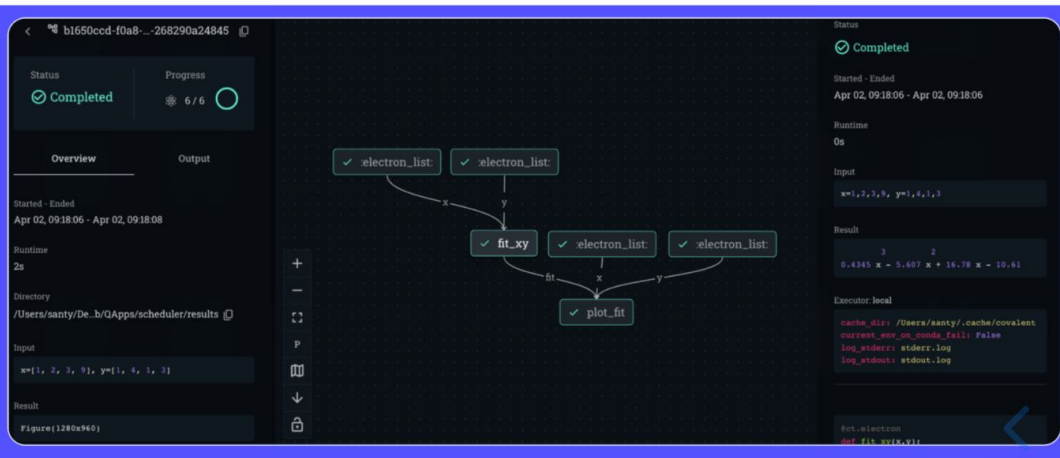 b1650ccd-f0a8-...-268290a24845
Status
Completed
Progress
6 / 6
Overview
Output
Started - Ended
Apr 02, 09:18:06 - Apr 02, 09:18:08
Runtime
2s
Directory
/Users/santy/De...b/QApps/scheduler/results
Input
x=[1, 2, 3, 9], y=[1, 4, 1, 3]
Result
Figure(1280x960)
:electron_list:
:electron_list:
x
y
fit_xy
:electron_list:
:electron_list:
fit
x
y
plot_fit
P
Status
Completed
Started - Ended
Apr 02, 09:18:06 - Apr 02, 09:18:06
Runtime
0s
Input
x=1,2,3,9, y=1,4,1,3
Result
3 2
0.4345 x - 5.607 x + 16.78 x - 10.61
Executor: local
cache_dir: /Users/santy/.cache/covalent
current_env_on_conda_fail: False
log_stderr: stderr.log
log_stdout: stdout.log
@ct.electron
def fit_xy(x,y):